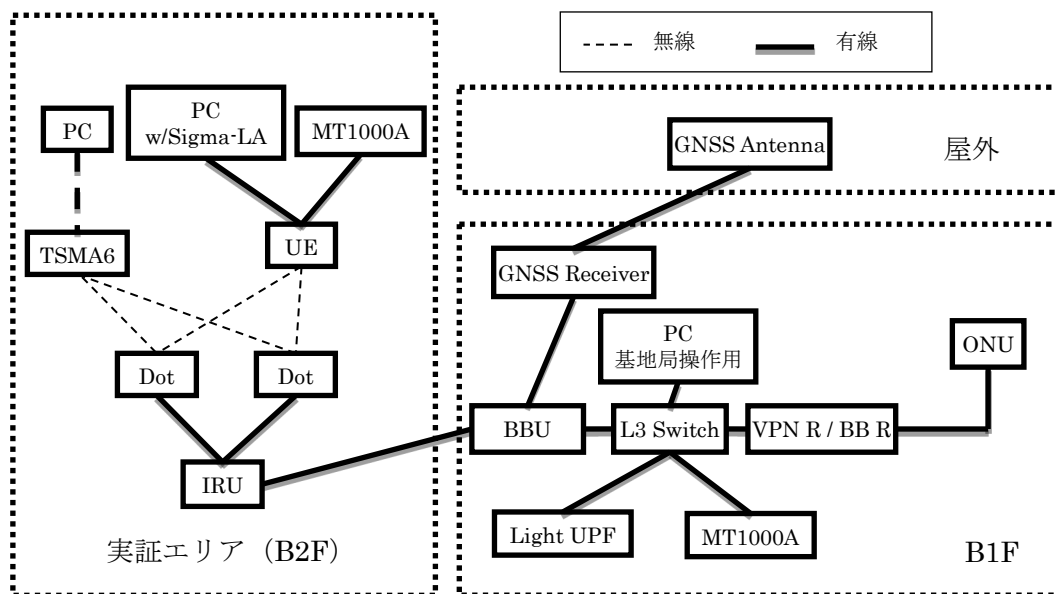 無線
有線
PC
PC
w/Sigma-LA
MT1000A
GNSS Antenna
屋外
TSMA6
UE
GNSS Receiver
PC
基地局操作用
ONU
Dot
Dot
BBU
L3 Switch
VPN R / BB R
IRU
Light UPF
MT1000A
実証エリア（B2F）
B1F